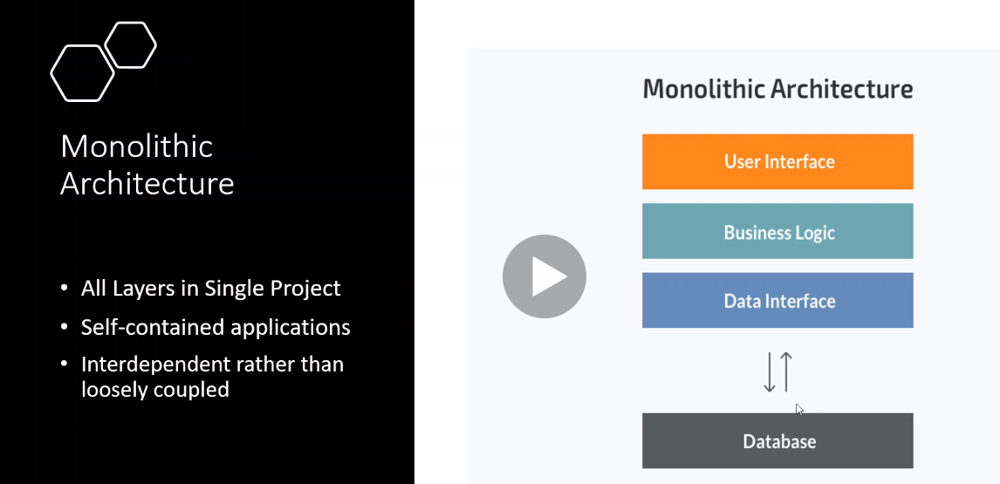 Monolithic
Architecture
• All Layers in Single Project
• Self-contained applications
• Interdependent rather than
loosely coupled
Monolithic Architecture
User Interface
Business Logic
Data Interface
Database